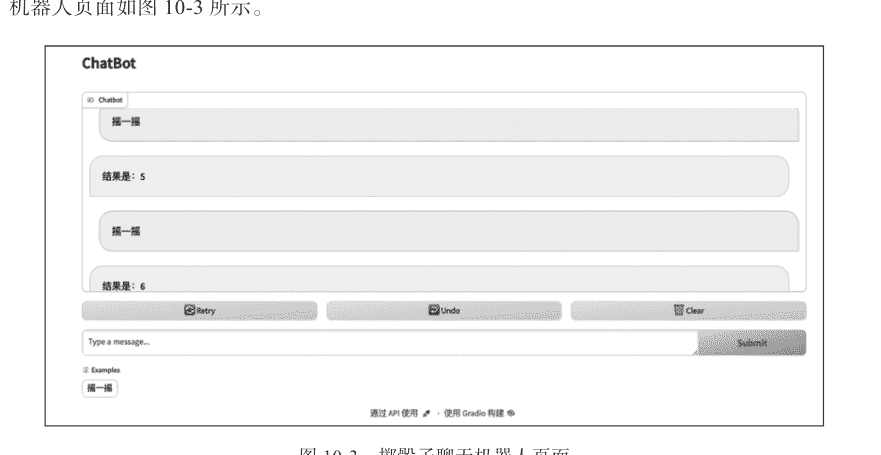 机器人页面如图 10-3 所示。
ChatBot
Chatbot
摇一摇
结果是：5
摇一摇
结果是：6
Retry
Undo
Clear
Type a message...
Submit
Examples
摇一摇
通过 API 使用 · 使用 Gradio 构建
图 10-3 掷骰子聊天机器人页面